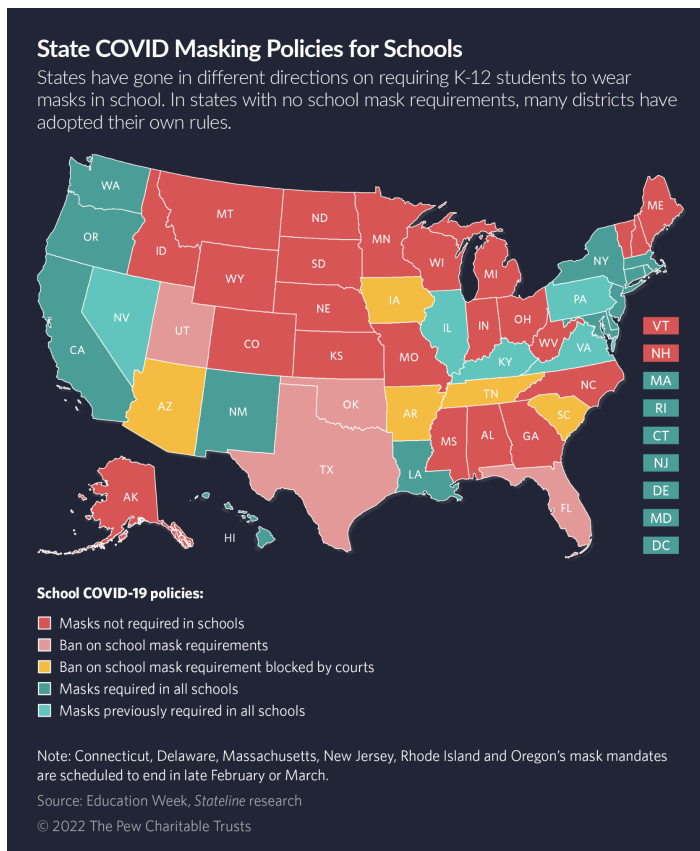 State COVID Masking Policies for Schools
States have gone in different directions on requiring K-12 students to wear
masks in school. In states with no school mask requirements, many districts have
adopted their own rules.
WA
MT
ND
ME
OR
MN
ID
SD
WI
NY
WY
MI
IA
PA
NE
NV
IL
IN
OH
UT
VT
CO
WV
VA
CA
KS
MO
KY
NH
MA
NC
TN
AZ
OK
NM
AR
SC
RI
MS
AL
GA
CT
TX
LA
NJ
AK
FL
DE
HI
MD
DC
School COVID-19 policies:
Masks not required in schools
Ban on school mask requirements
Ban on school mask requirement blocked by courts
Masks required in all schools
Masks previously required in all schools
Note: Connecticut, Delaware, Massachusetts, New Jersey, Rhode Island and Oregon's mask mandates
are scheduled to end in late February or March.
Source: Education Week, Stateline research
© 2022 The Pew Charitable Trusts